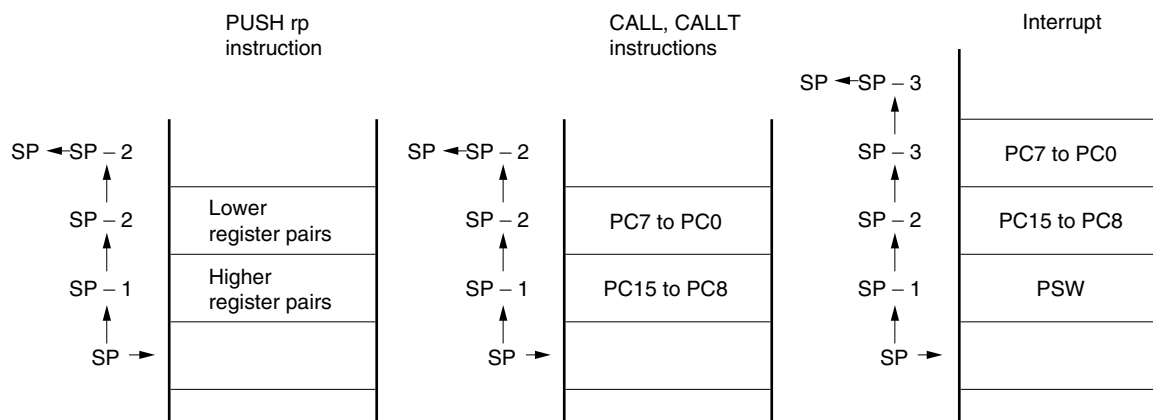 PUSH rp
instruction
SP
SP – 2
SP – 2
Lower
register pairs
SP – 1
Higher
register pairs
SP
CALL, CALLT
instructions
SP
SP – 2
SP – 2
PC7 to PC0
SP – 1
PC15 to PC8
SP
Interrupt
SP
SP – 3
SP – 3
PC7 to PC0
SP – 2
PC15 to PC8
SP – 1
PSW
SP